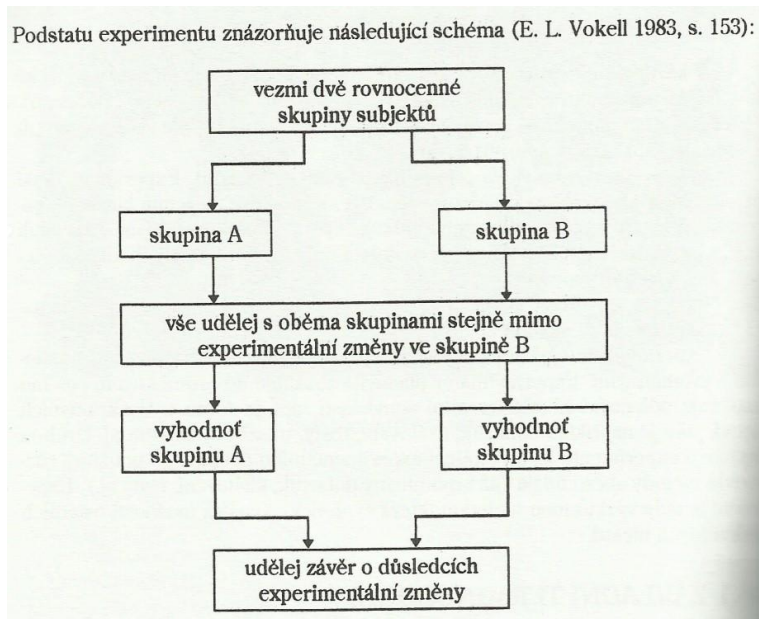 Podstatu experimentu znázorňuje následující schéma (E. L. Vokell 1983, s. 153):
vezmi dvě rovnocenné
skupiny subjektů
skupina A
skupina B
vše udělej s oběma skupinami stejně mimo
experimentální změny ve skupině B
vyhodnoť
skupinu A
vyhodnoť
skupinu B
udělej závěr o důsledcích
experimentální změny